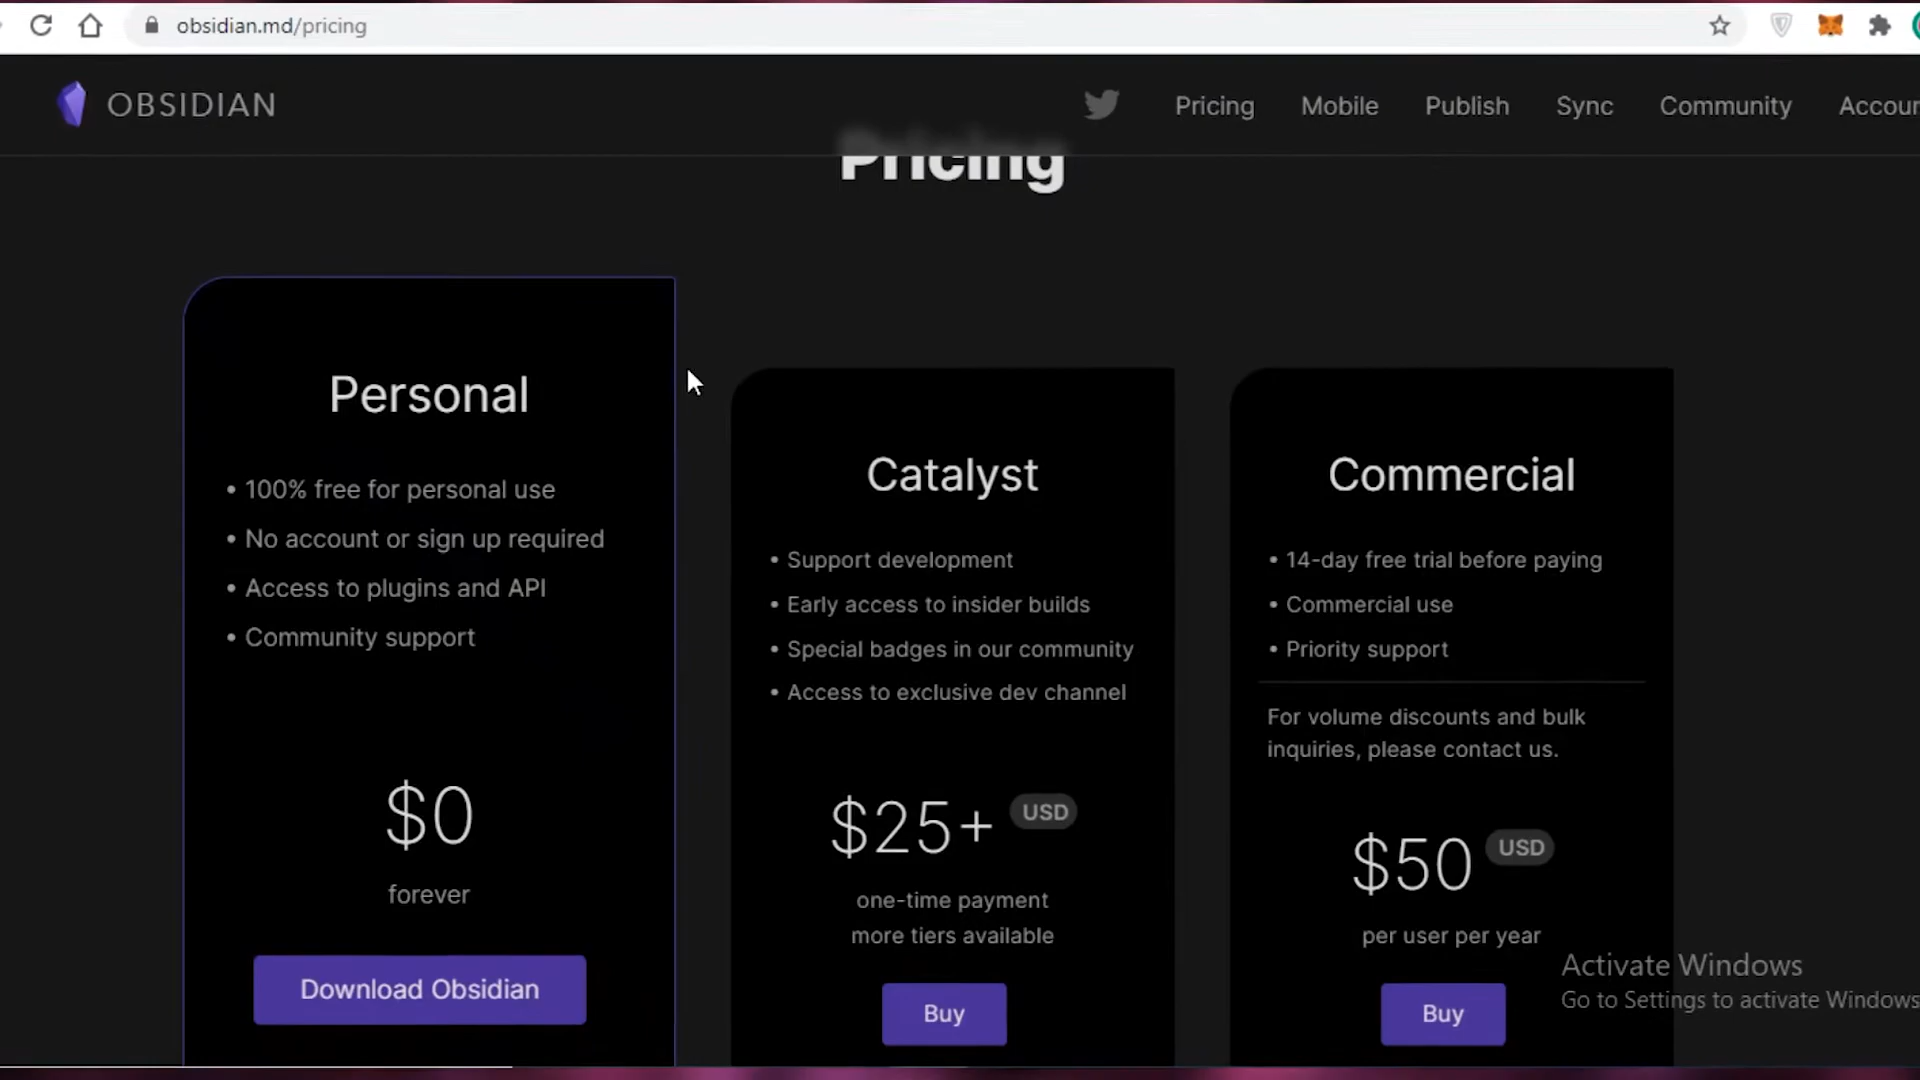 obsidian.md/pricing
OBSIDIAN
Pricing
Mobile
Publish
Sync
Community
Pricing
Personal
• 100% free for personal use
• No account or sign up required
• Access to plugins and API
• Community support
$0
forever
Download Obsidian
Catalyst
• Support development
• Early access to insider builds
• Special badges in our community
• Access to exclusive dev channel
$25+ USD
one-time payment
more tiers available
Buy
Commercial
• 14-day free trial before paying
• Commercial use
• Priority support
For volume discounts and bulk
inquiries, please contact us.
$50 USD
per user per year
Buy
Activate Windows
Go to Settings to activate Windows